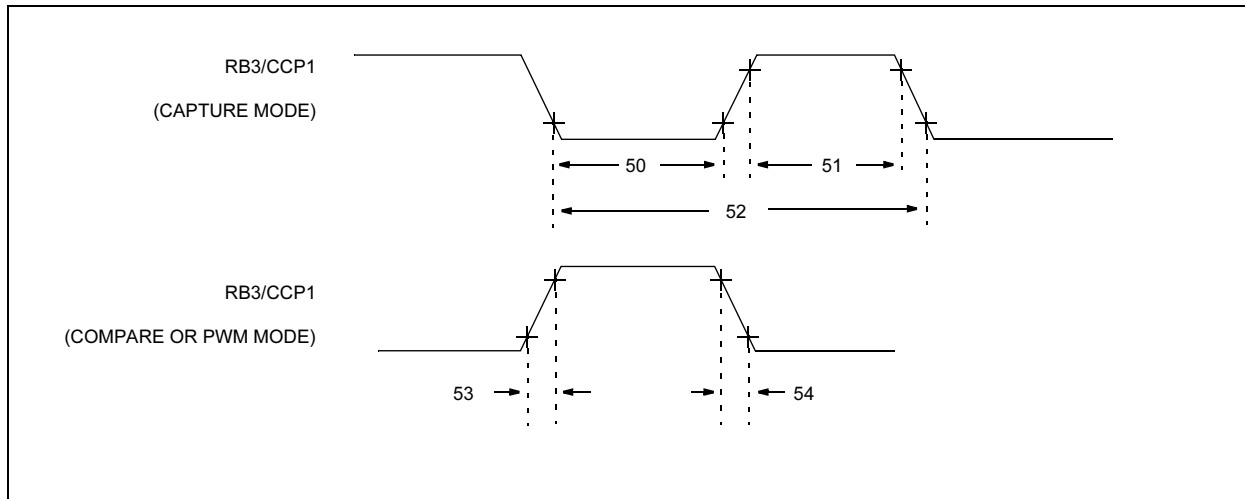 RB3/CCP1
(CAPTURE MODE)
50
51
52
RB3/CCP1
(COMPARE OR PWM MODE)
53
54